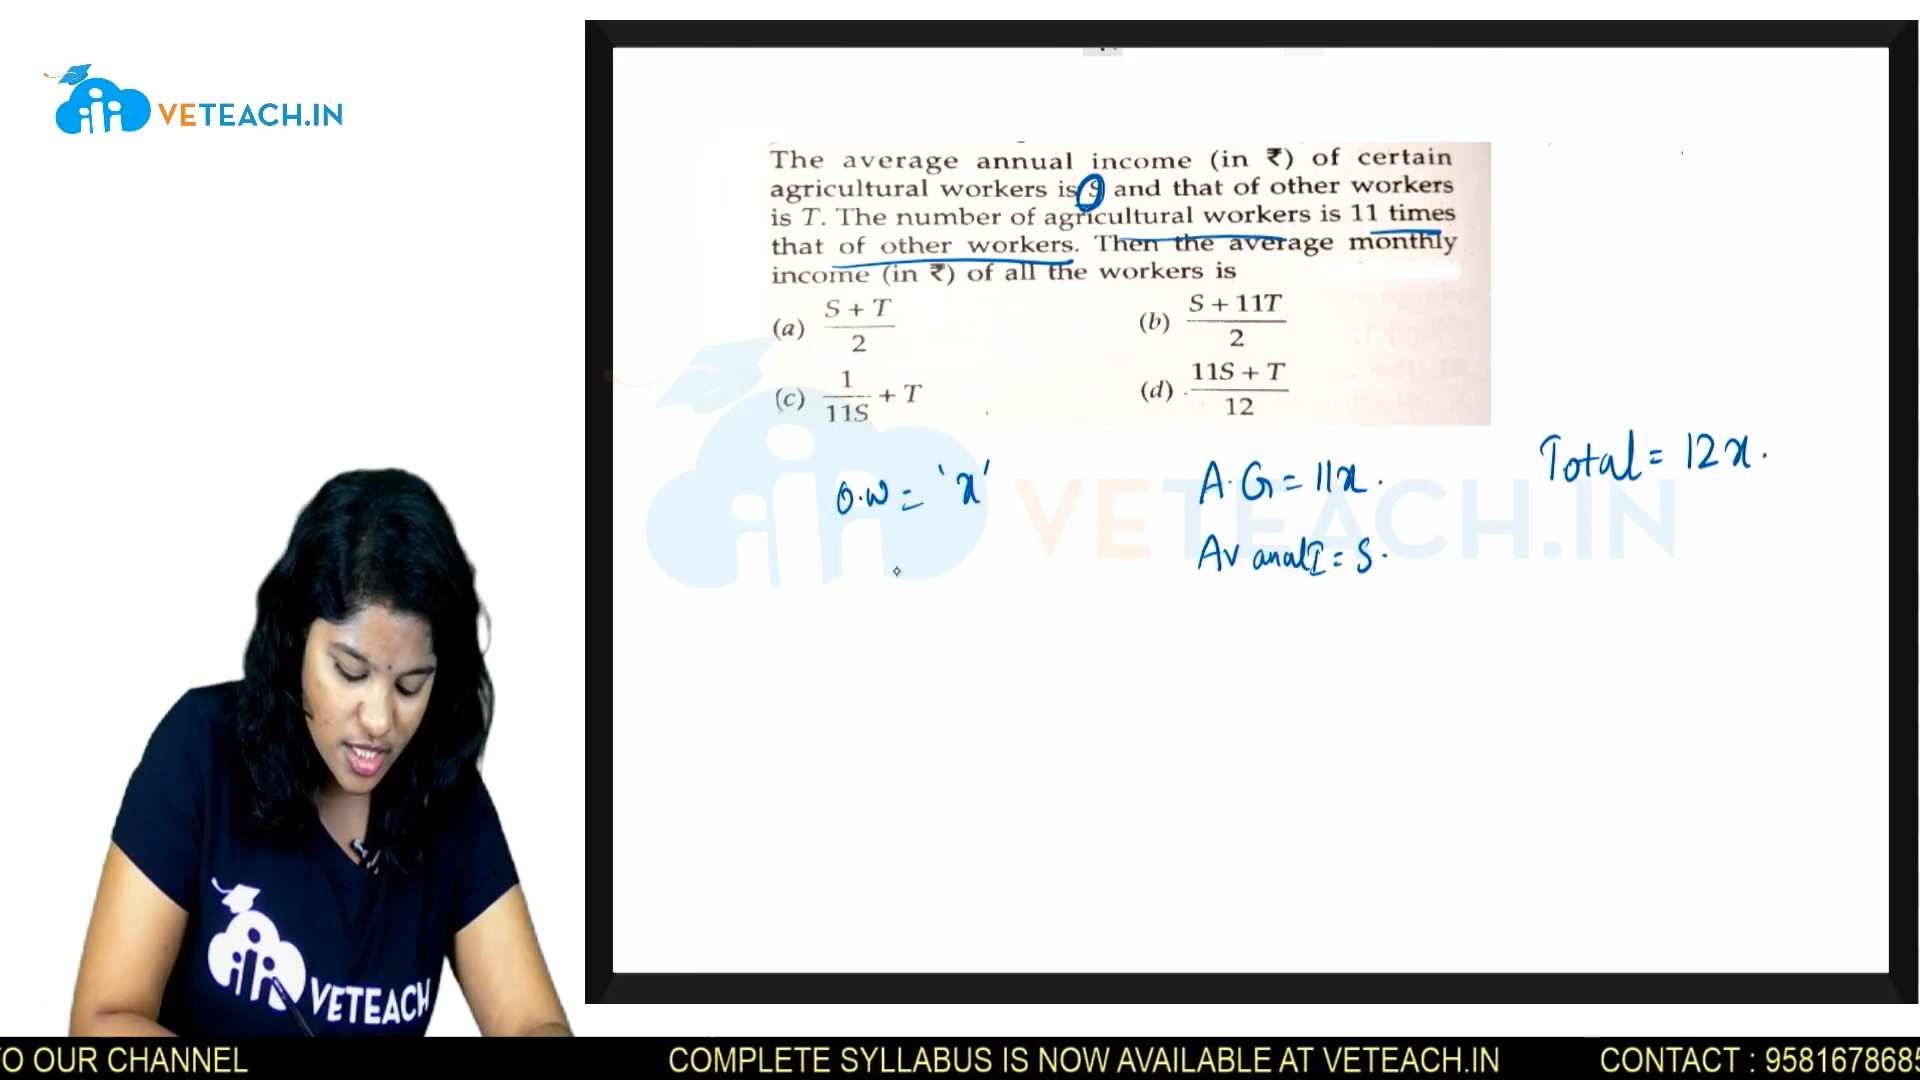 VETEACH.IN
The average annual income (in ₹) of certain
agricultural workers is S and that of other workers
is T. The number of agricultural workers is 11 times
that of other workers. Then the average monthly
income (in ₹) of all the workers is
(a) S + T / 2
(b) S + 11T / 2
(c) 1 / 11S + T
(d) 11S + T / 12
O.W = 'x'
A.G = 11x.
Total = 12x.
Av anal I = S.
VETEACH.IN
VETEACH
O OUR CHANNEL
COMPLETE SYLLABUS IS NOW AVAILABLE AT VETEACH.IN
CONTACT : 9581678685